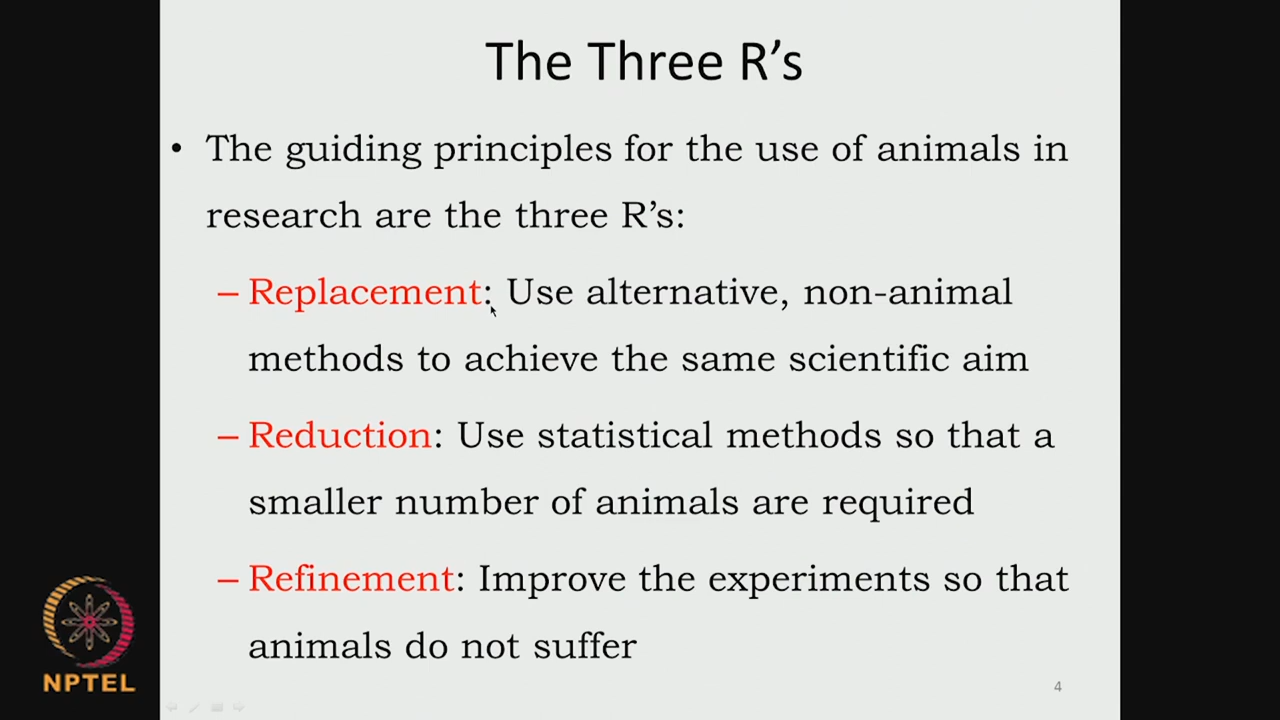 The Three R’s
• The guiding principles for the use of animals in
research are the three R’s:
– Replacement: Use alternative, non-animal
methods to achieve the same scientific aim
– Reduction: Use statistical methods so that a
smaller number of animals are required
– Refinement: Improve the experiments so that
animals do not suffer
NPTEL
4